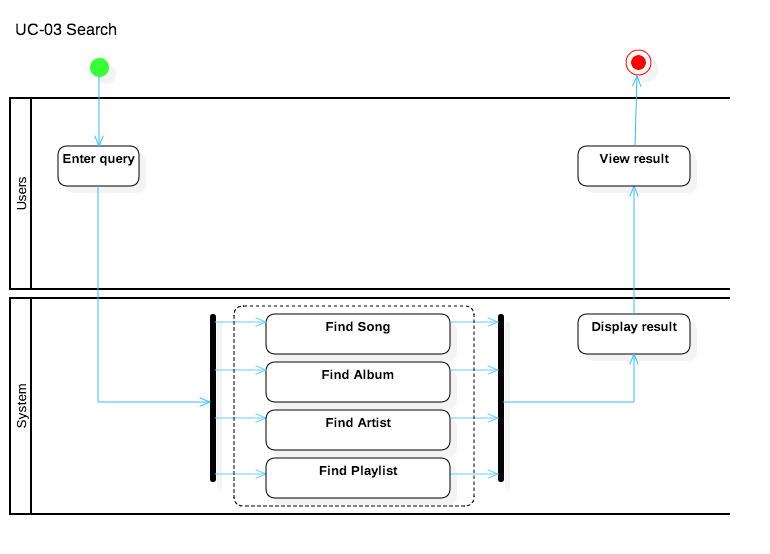 UC-03 Search
Users
Enter query
View result
System
Find Song
Find Album
Find Artist
Find Playlist
Display result